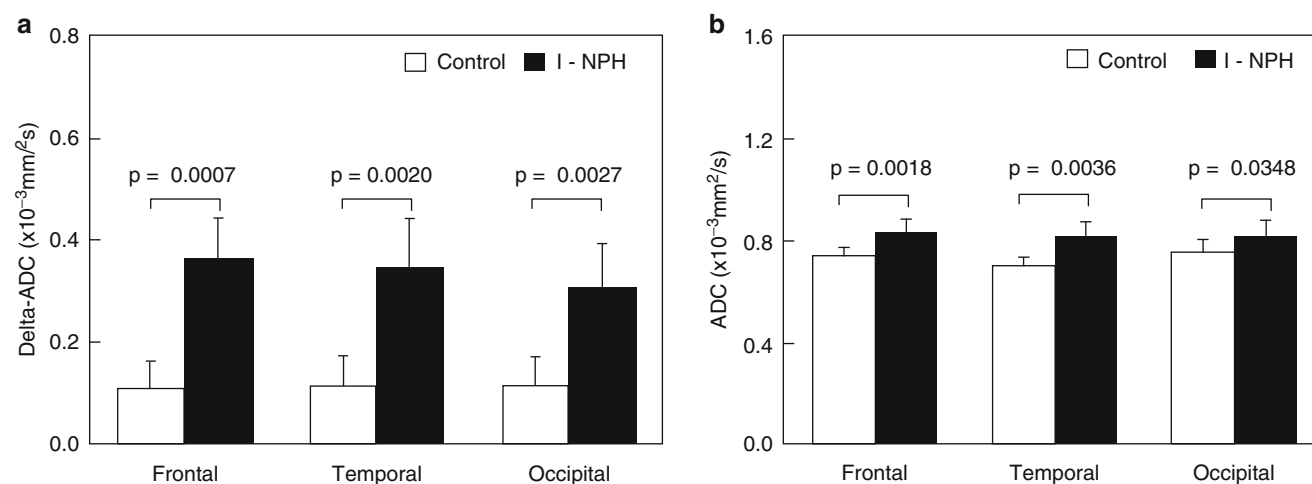 a
0.8
0.6
0.4
0.2
0.0
Delta-ADC (x10⁻³mm/²s)
Control
I - NPH
p = 0.0007
p = 0.0020
p = 0.0027
Frontal
Temporal
Occipital
b
1.6
1.2
0.8
0.4
0.0
ADC (x10⁻³mm²/s)
Control
I - NPH
p = 0.0018
p = 0.0036
p = 0.0348
Frontal
Temporal
Occipital